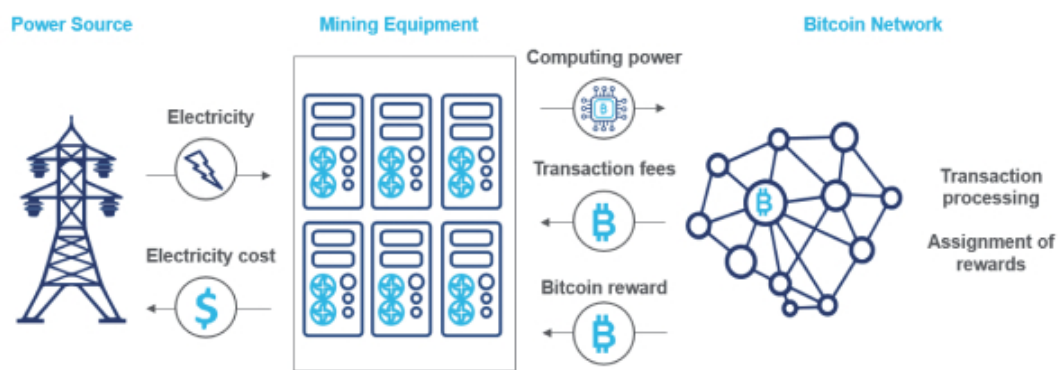 Power Source
Mining Equipment
Bitcoin Network
Computing power
Electricity
Transaction fees
Transaction
processing
Electricity cost
Assignment of
rewards
Bitcoin reward